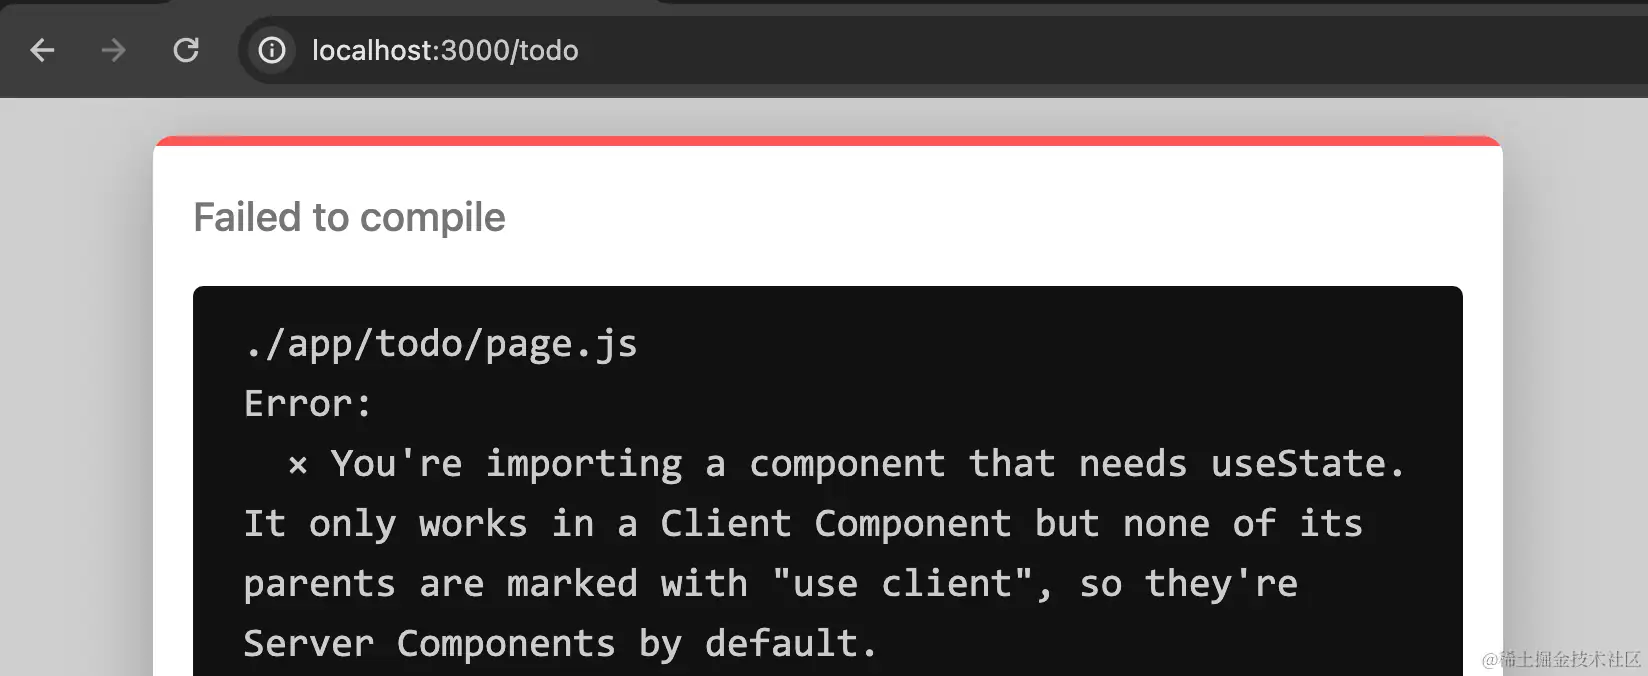 localhost:3000/todo
Failed to compile
./app/todo/page.js
Error:
× You're importing a component that needs useState.
It only works in a Client Component but none of its
parents are marked with "use client", so they're
Server Components by default.
@稀土掘金技术社区